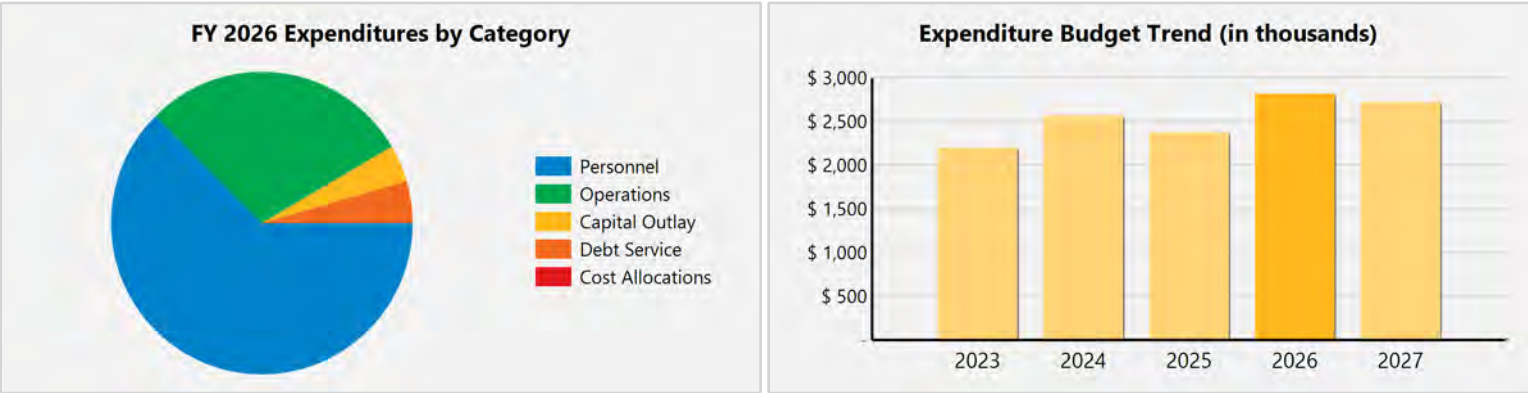 FY 2026 Expenditures by Category
Personnel
Operations
Capital Outlay
Debt Service
Cost Allocations
Expenditure Budget Trend (in thousands)
$ 3,000
$ 2,500
$ 2,000
$ 1,500
$ 1,000
$ 500
-
2023 2024 2025 2026 2027